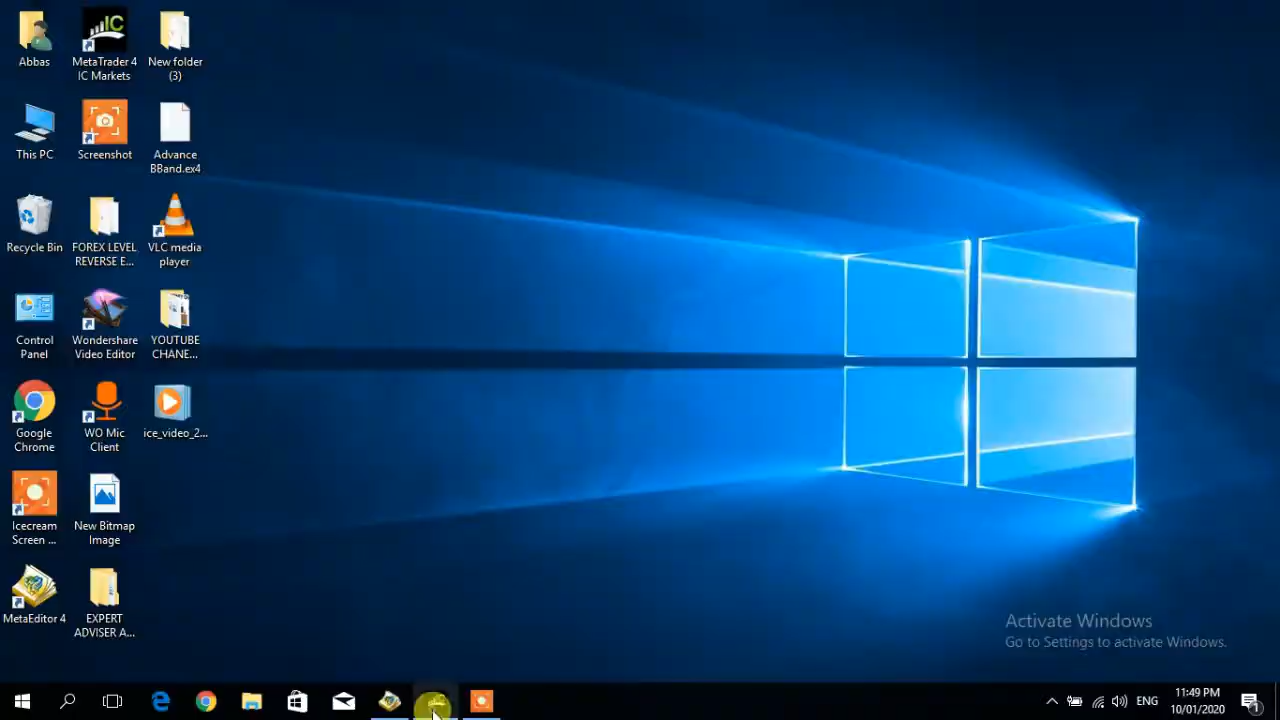 Abbas
MetaTrader 4
IC Markets
New folder
(3)
This PC
Screenshot
Advance
BBand.ex4
Recycle Bin
FOREX LEVEL
REVERSE E...
VLC media
player
Control
Panel
Wondershare
Video Editor
YOUTUBE
CHANE...
Google
Chrome
WO Mic
Client
ice_video_2...
Icecream
Screen ...
New Bitmap
Image
MetaEditor 4
EXPERT
ADVISER A...
Activate Windows
Go to Settings to activate Windows.
ENG
11:49 PM
10/01/2020
1
IC